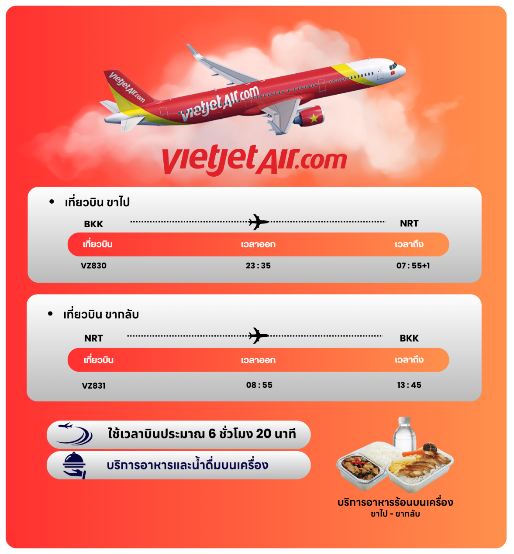 vietjetAir.com
vietjetAir.com
vietjetAir.com
• เที่ยวบิน ขาไป
BKK NRT
เที่ยวบิน เวลาออก เวลาถึง
VZ830 23 : 35 07 : 55+1
• เที่ยวบิน ขากลับ
NRT BKK
เที่ยวบิน เวลาออก เวลาถึง
VZ831 08 : 55 13 : 45
ใช้เวลาบินประมาณ 6 ชั่วโมง 20 นาที
บริการอาหารและน้ำดื่มบนเครื่อง
บริการอาหารร้อนบนเครื่อง
ขาไป - ขากลับ